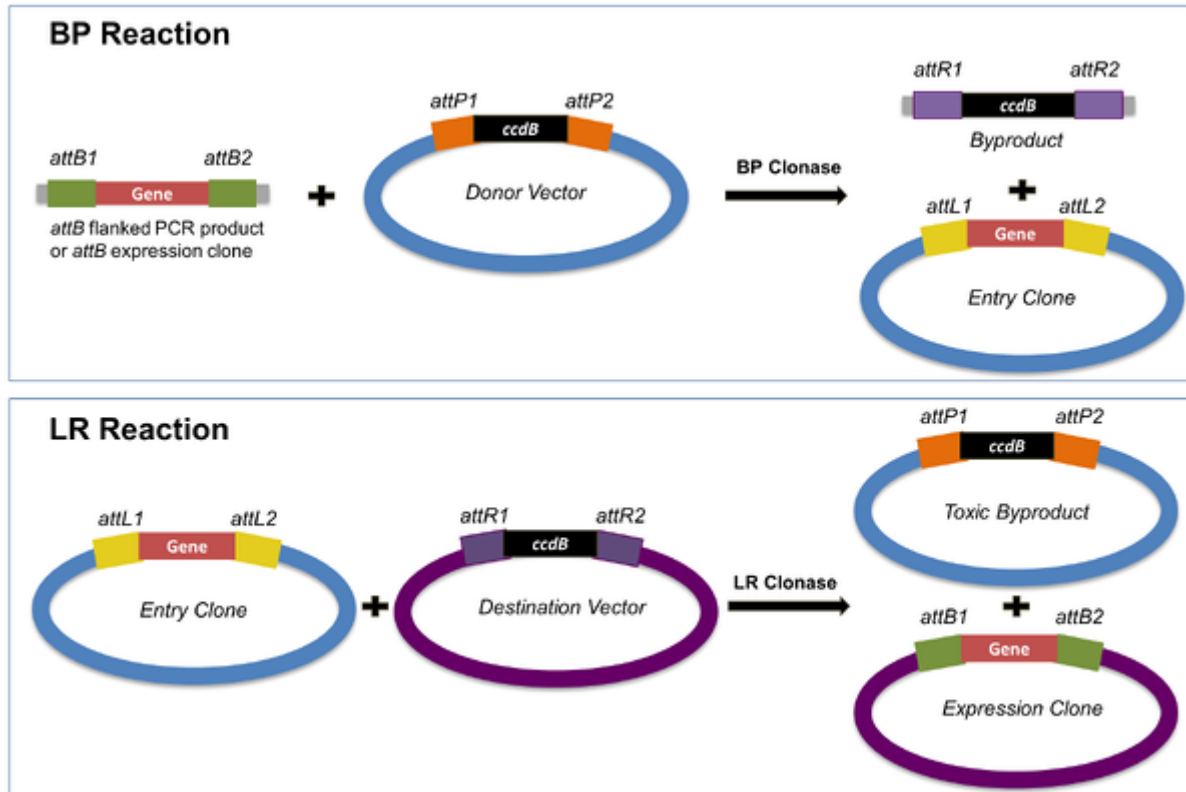 BP Reaction
attB1 attB2
Gene
attB flanked PCR product
or attB expression clone
attP1 attP2
ccdB
Donor Vector
BP Clonase
attR1 attR2
ccdB
Byproduct
attL1 attL2
Gene
Entry Clone
LR Reaction
attL1 attL2
Gene
Entry Clone
attR1 attR2
ccdB
Destination Vector
LR Clonase
attP1 attP2
ccdB
Toxic Byproduct
attB1 attB2
Gene
Expression Clone